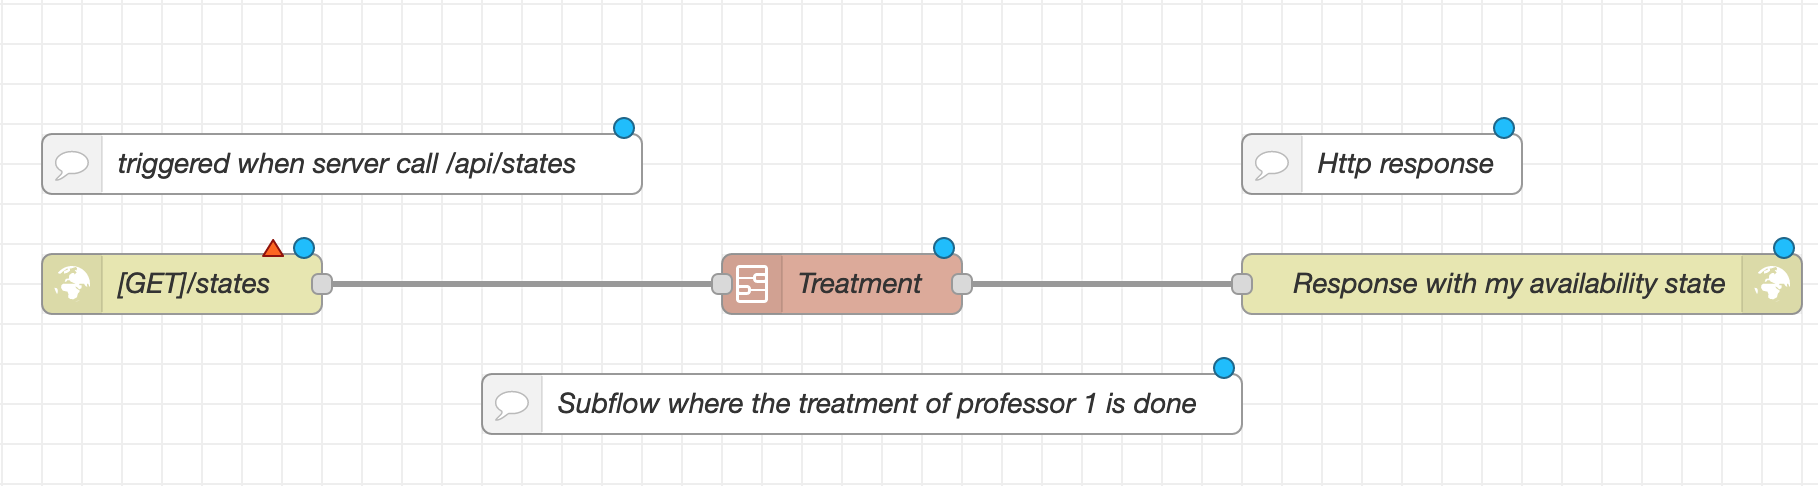 triggered when server call /api/states
Http response
[GET]/states
Treatment
Response with my availability state
Subflow where the treatment of professor 1 is done